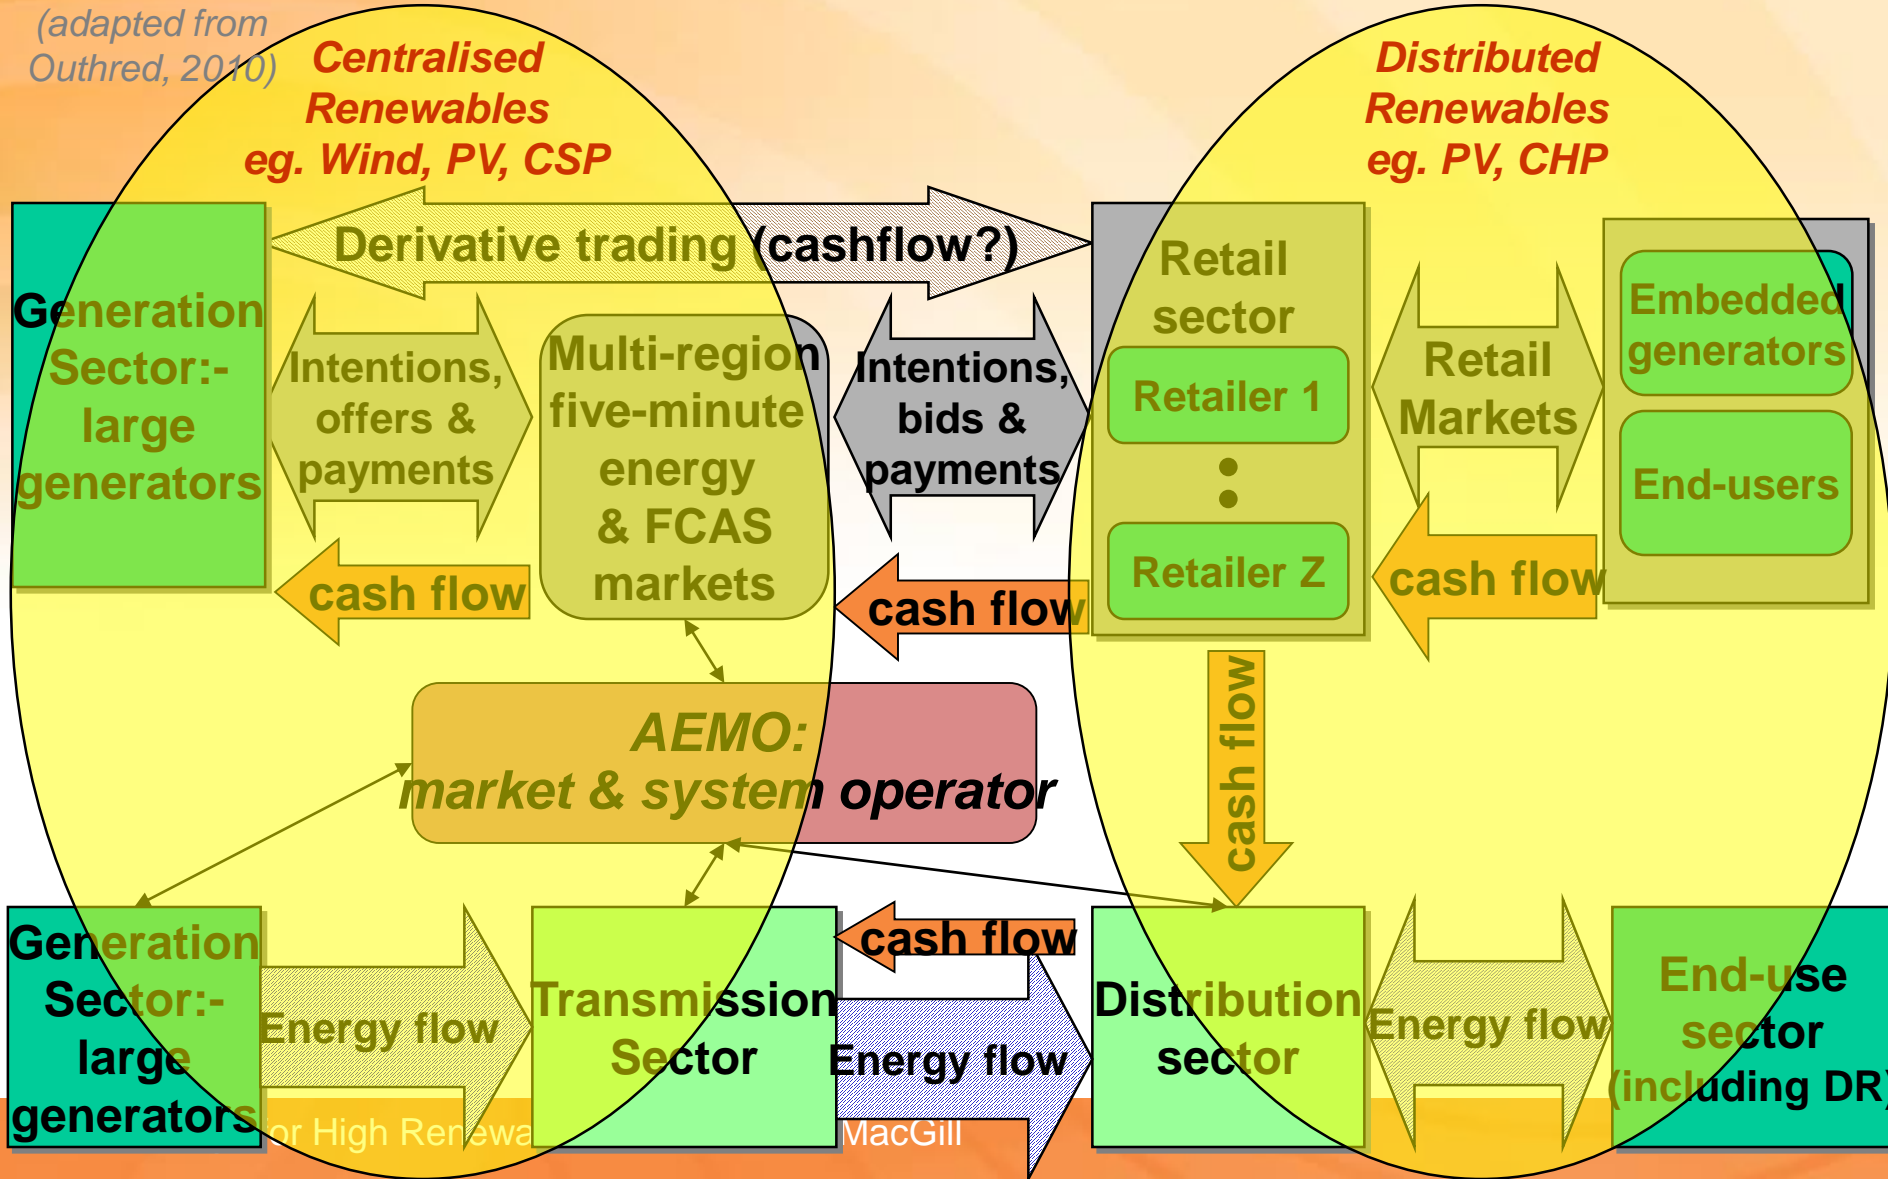 (adapted from
Outhred, 2010)
Centralised
Renewables
eg. Wind, PV, CSP
Distributed
Renewables
eg. PV, CHP
Derivative trading (cashflow?)
Generation
Sector:-
large
generators
Intentions,
offers &
payments
Multi-region
five-minute
energy
& FCAS
markets
Intentions,
bids &
payments
Retail
sector
Retailer 1
Retailer Z
Retail
Markets
Embedded
generators
End-users
cash flow
cash flow
cash flow
cash flow
AEMO:
market & system operator
Generation
Sector:-
large
generators
Energy flow
Transmission
Sector
cash flow
Energy flow
Distribution
sector
Energy flow
End-use
sector
(including DR)
for High Renewa
MacGill